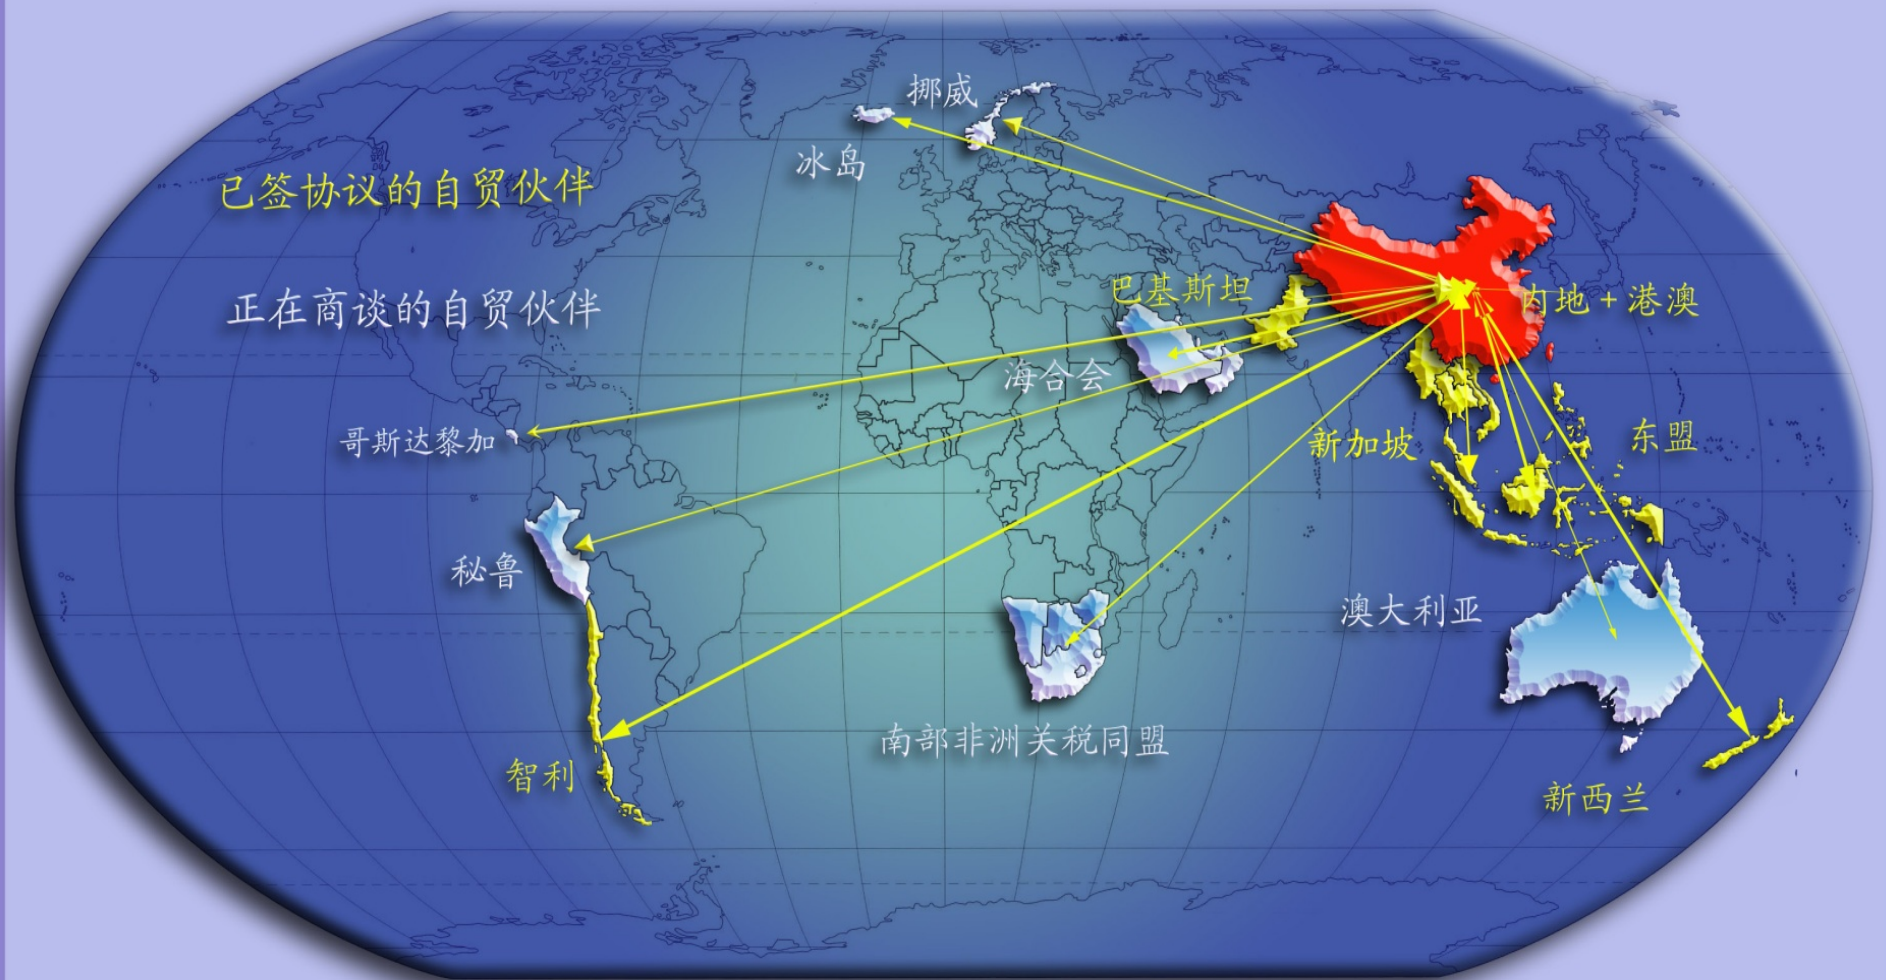 挪威
冰岛
已签协议的自贸伙伴
正在商谈的自贸伙伴
巴基斯坦
内地+港澳
海合会
哥斯达黎加
新加坡
东盟
秘鲁
澳大利亚
南部非洲关税同盟
智利
新西兰